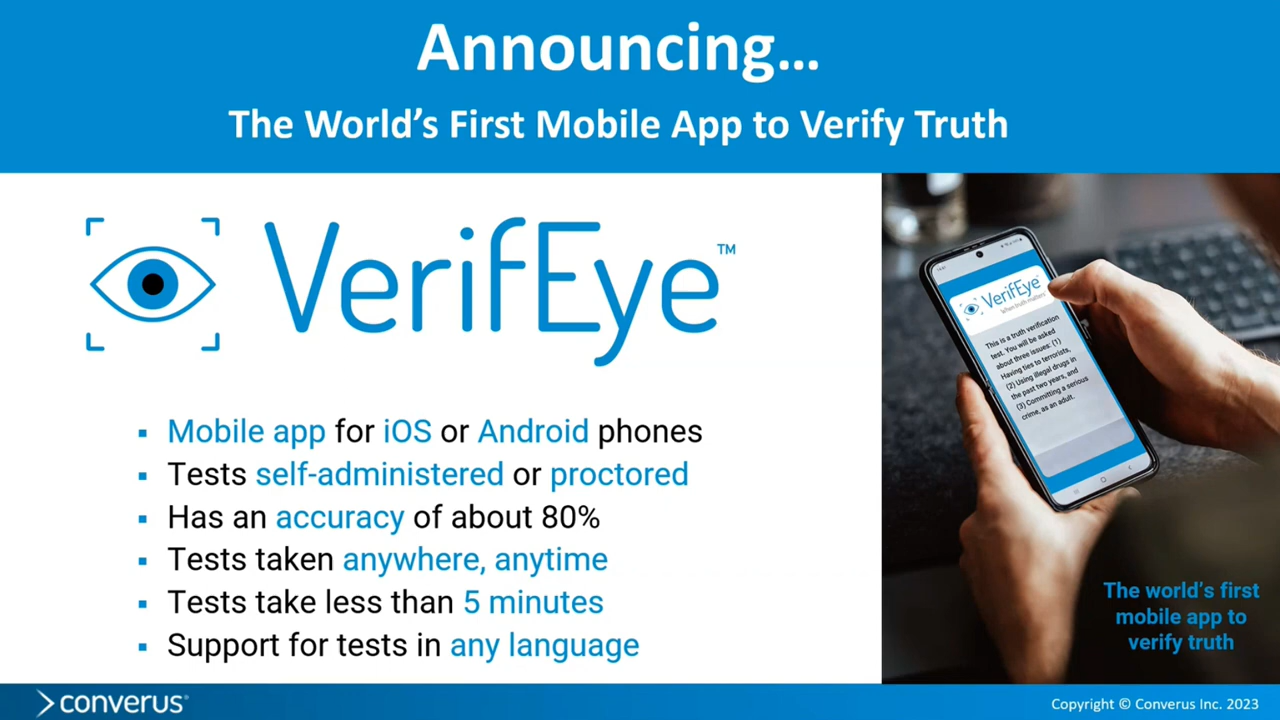 Announcing...
The World's First Mobile App to Verify Truth
VerifEye™
▪ Mobile app for iOS or Android phones
▪ Tests self-administered or proctored
▪ Has an accuracy of about 80%
▪ Tests taken anywhere, anytime
▪ Tests take less than 5 minutes
▪ Support for tests in any language
VerifEye
When truth matters
This is a truth verification
test. You will be asked
about three issues: (1)
Having ties to terrorists,
(2) Using illegal drugs in
the past two years, and
(3) Committing a serious
crime, as an adult.
The world's first
mobile app to
verify truth
converus®
Copyright © Converus Inc. 2023